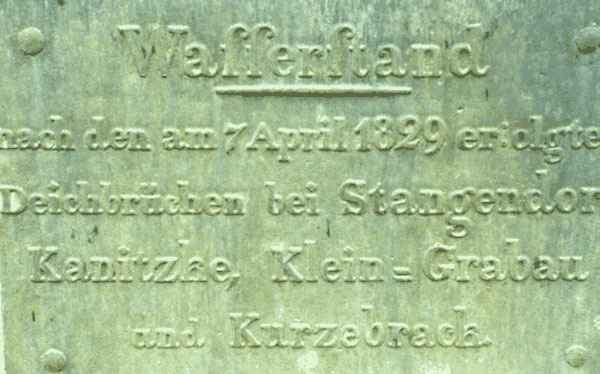 Waſſerſtand
nach den am 7 April 1829 erfolgte
Deichbrüchen bei Stangendor
Kanitzke, Klein-Grabau
und Kurzebrack.